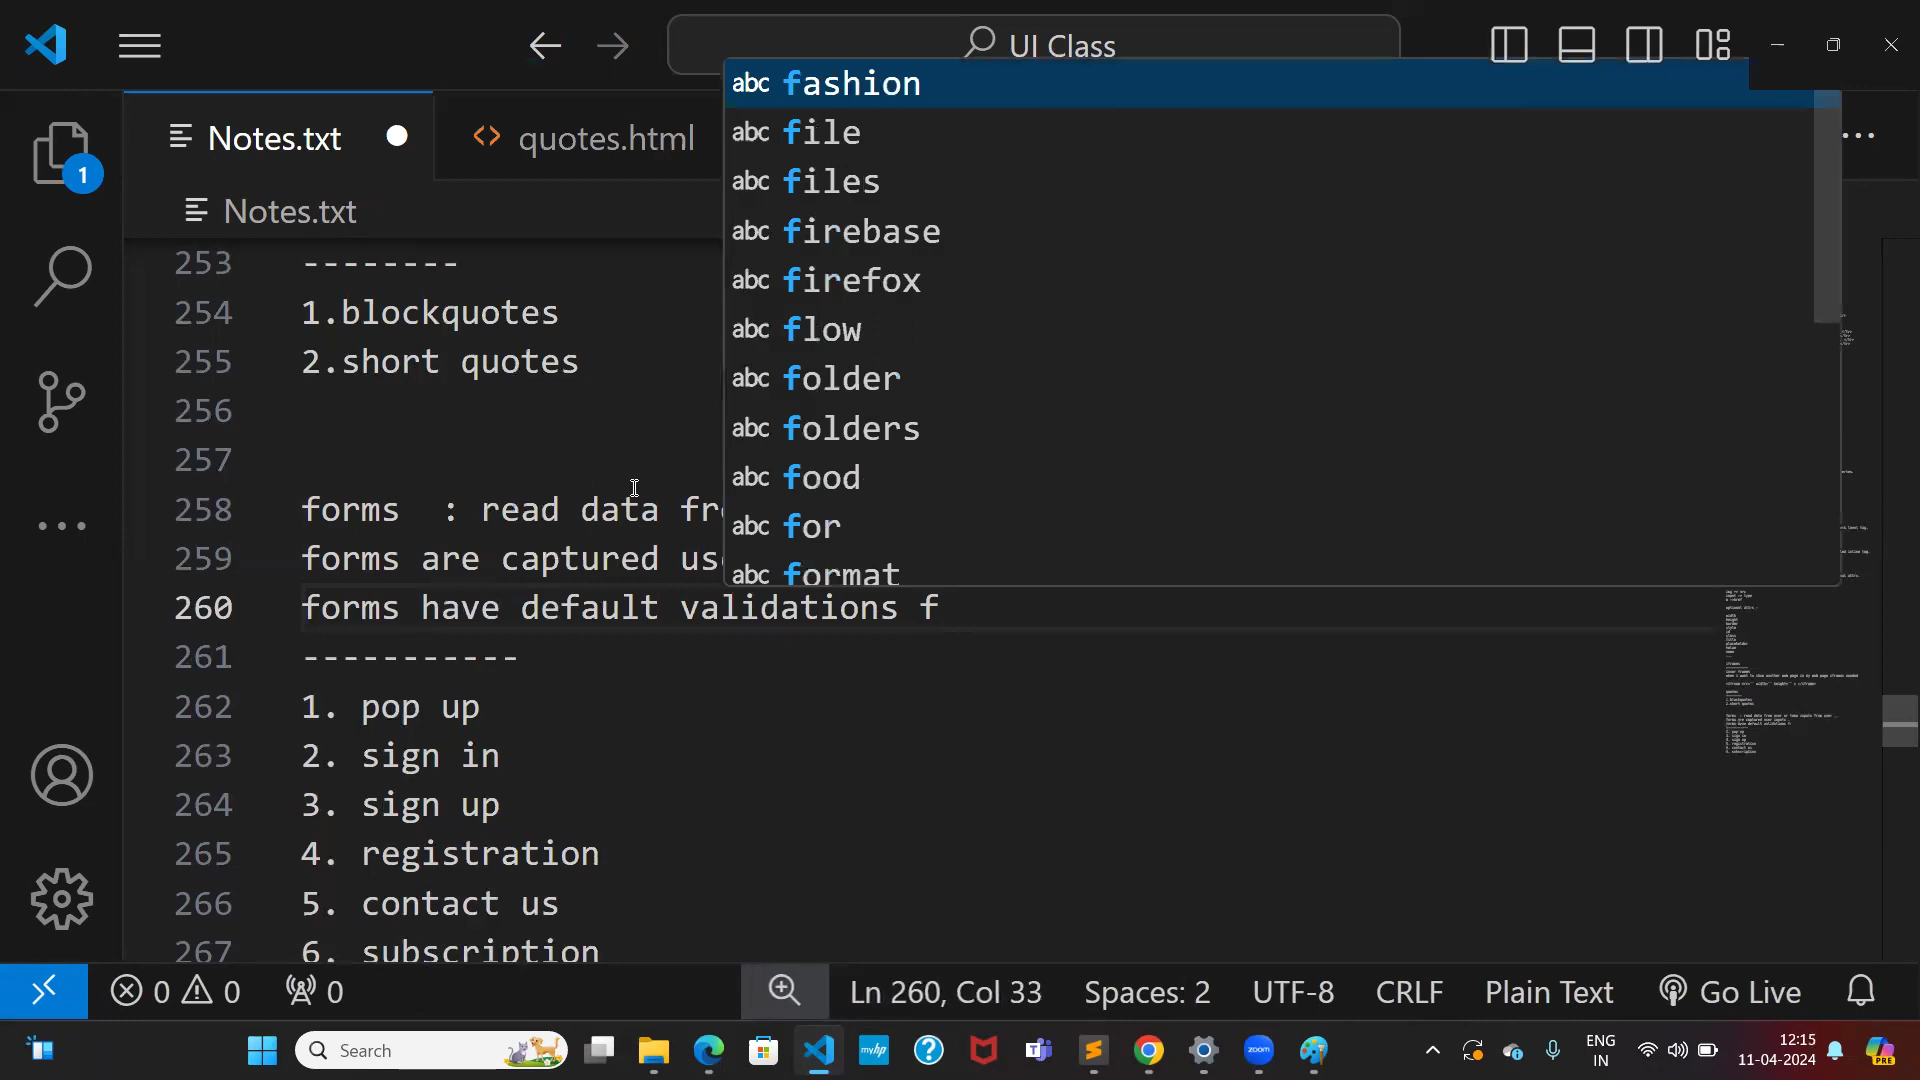 UI Class
Notes.txt
quotes.html
1
Notes.txt
abc fashion
abc file
abc files
abc firebase
abc firefox
abc flow
abc folder
abc folders
abc food
abc for
abc format
253 --------
254 1.blockquotes
255 2.short quotes
256
257
258 forms  : read data fr
259 forms are captured us
260 forms have default validations f
261 -----------
262 1. pop up
263 2. sign in
264 3. sign up
265 4. registration
266 5. contact us
267 6. subscription
0 0 0 Ln 260, Col 33 Spaces: 2 UTF-8 CRLF Plain Text Go Live
Search myhp zoom ENG 12:15
IN 11-04-2024 PRE